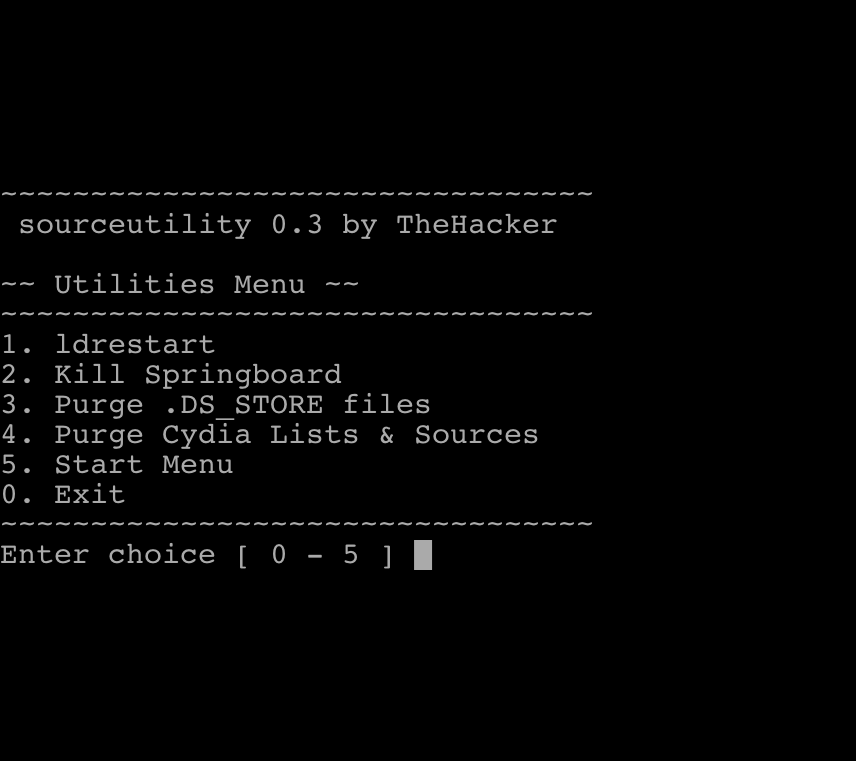 ~~~~~~~~~~~~~~~~~~~~~~~~~~~~~~~~~
sourceutility 0.3 by TheHacker
~~ Utilities Menu ~~
~~~~~~~~~~~~~~~~~~~~~~~~~~~~~~~~~
1. ldrestart
2. Kill Springboard
3. Purge .DS_STORE files
4. Purge Cydia Lists & Sources
5. Start Menu
0. Exit
~~~~~~~~~~~~~~~~~~~~~~~~~~~~~~~~~
Enter choice [ 0 - 5 ]